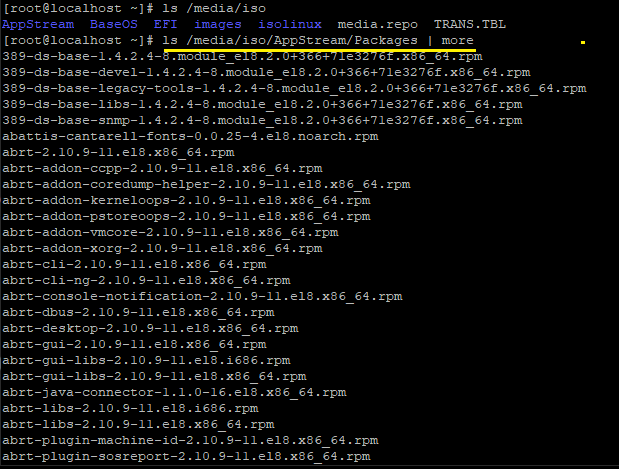 [root@localhost ~]# ls /media/iso
AppStream  BaseOS  EFI  images  isolinux  media.repo  TRANS.TBL
[root@localhost ~]# ls /media/iso/AppStream/Packages | more
389-ds-base-1.4.2.4-8.module_el8.2.0+366+71e3276f.x86_64.rpm
389-ds-base-devel-1.4.2.4-8.module_el8.2.0+366+71e3276f.x86_64.rpm
389-ds-base-legacy-tools-1.4.2.4-8.module_el8.2.0+366+71e3276f.x86_64.rpm
389-ds-base-libs-1.4.2.4-8.module_el8.2.0+366+71e3276f.x86_64.rpm
389-ds-base-snmp-1.4.2.4-8.module_el8.2.0+366+71e3276f.x86_64.rpm
abattis-cantarell-fonts-0.0.25-4.el8.noarch.rpm
abrt-2.10.9-11.el8.x86_64.rpm
abrt-addon-ccpp-2.10.9-11.el8.x86_64.rpm
abrt-addon-coredump-helper-2.10.9-11.el8.x86_64.rpm
abrt-addon-kerneloops-2.10.9-11.el8.x86_64.rpm
abrt-addon-pstoreoops-2.10.9-11.el8.x86_64.rpm
abrt-addon-vmcore-2.10.9-11.el8.x86_64.rpm
abrt-addon-xorg-2.10.9-11.el8.x86_64.rpm
abrt-cli-2.10.9-11.el8.x86_64.rpm
abrt-cli-ng-2.10.9-11.el8.x86_64.rpm
abrt-console-notification-2.10.9-11.el8.x86_64.rpm
abrt-dbus-2.10.9-11.el8.x86_64.rpm
abrt-desktop-2.10.9-11.el8.x86_64.rpm
abrt-gui-2.10.9-11.el8.x86_64.rpm
abrt-gui-libs-2.10.9-11.el8.i686.rpm
abrt-gui-libs-2.10.9-11.el8.x86_64.rpm
abrt-java-connector-1.1.0-16.el8.x86_64.rpm
abrt-libs-2.10.9-11.el8.i686.rpm
abrt-libs-2.10.9-11.el8.x86_64.rpm
abrt-plugin-machine-id-2.10.9-11.el8.x86_64.rpm
abrt-plugin-sosreport-2.10.9-11.el8.x86_64.rpm